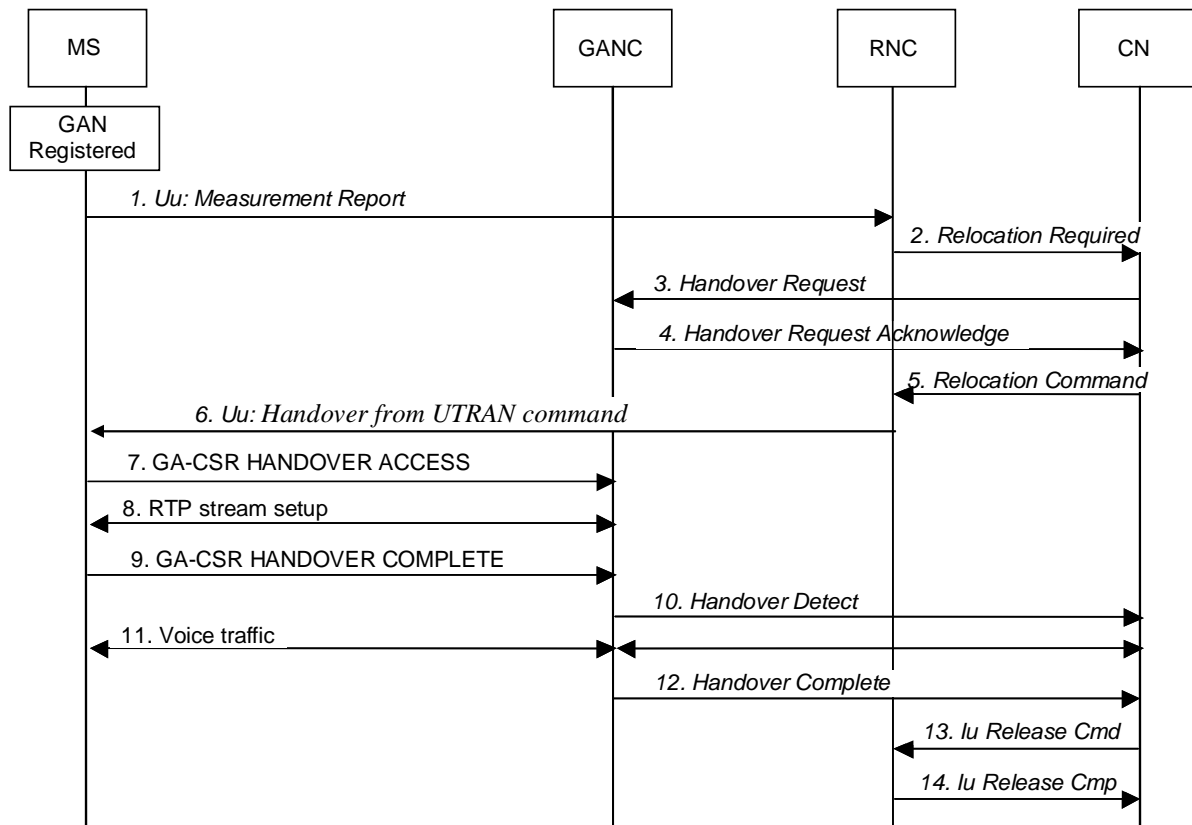 MS
GANC
RNC
CN
GAN
Registered
1. Uu: Measurement Report
2. Relocation Required
3. Handover Request
4. Handover Request Acknowledge
5. Relocation Command
6. Uu: Handover from UTRAN command
7. GA-CSR HANDOVER ACCESS
8. RTP stream setup
9. GA-CSR HANDOVER COMPLETE
10. Handover Detect
11. Voice traffic
12. Handover Complete
13. Iu Release Cmd
14. Iu Release Cmp